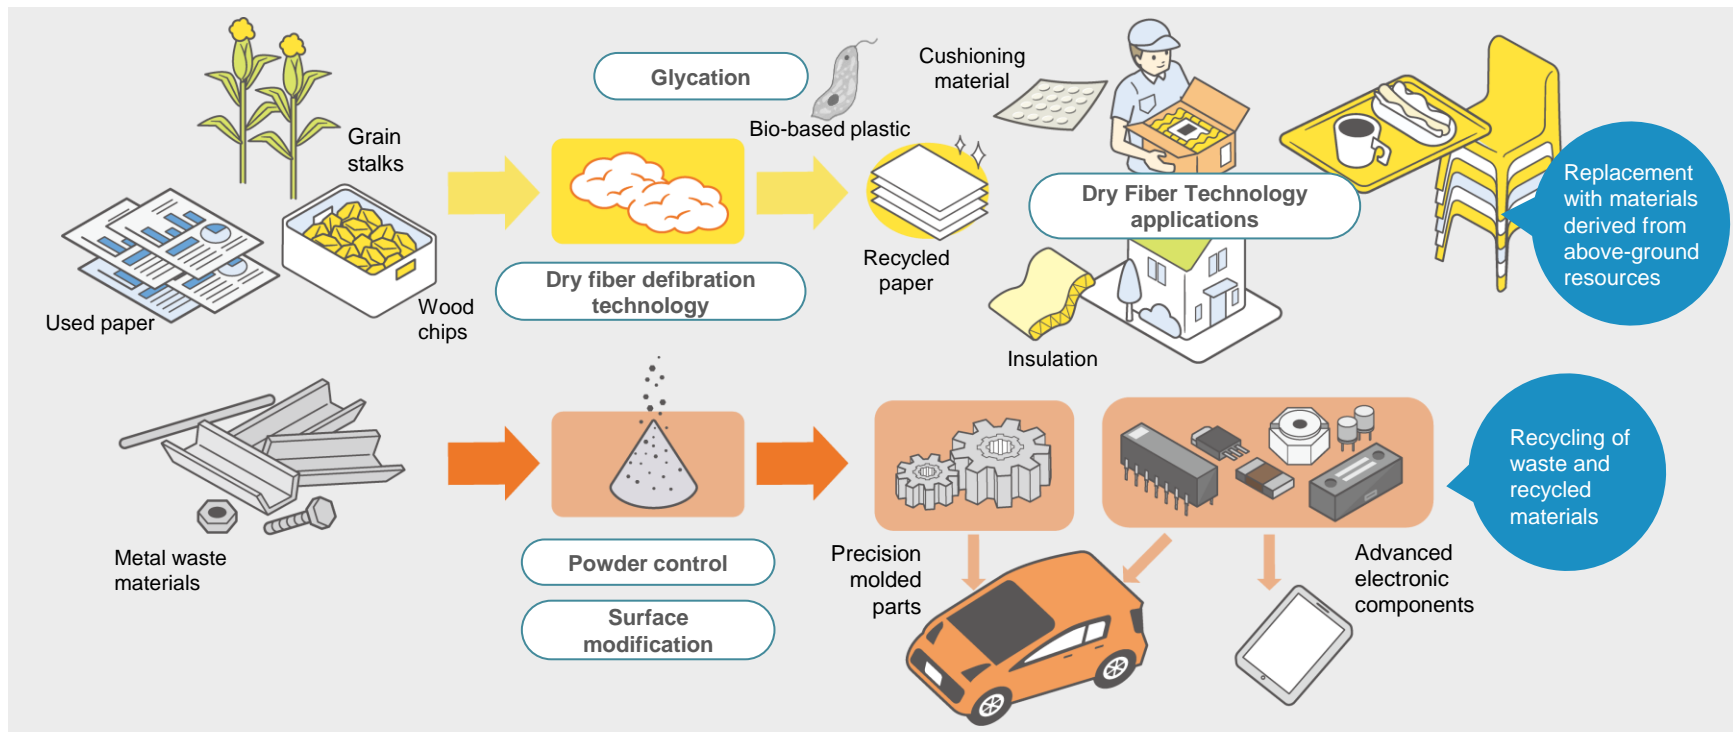 Grain
stalks
Used paper
Wood
chips
Glycation
Bio-based plastic
Dry fiber defibration
technology
Recycled
paper
Cushioning
material
Dry Fiber Technology
applications
Insulation
Replacement
with materials
derived from
above-ground
resources
Metal waste
materials
Powder control
Surface
modification
Precision
molded
parts
Advanced
electronic
components
Recycling of
waste and
recycled
materials